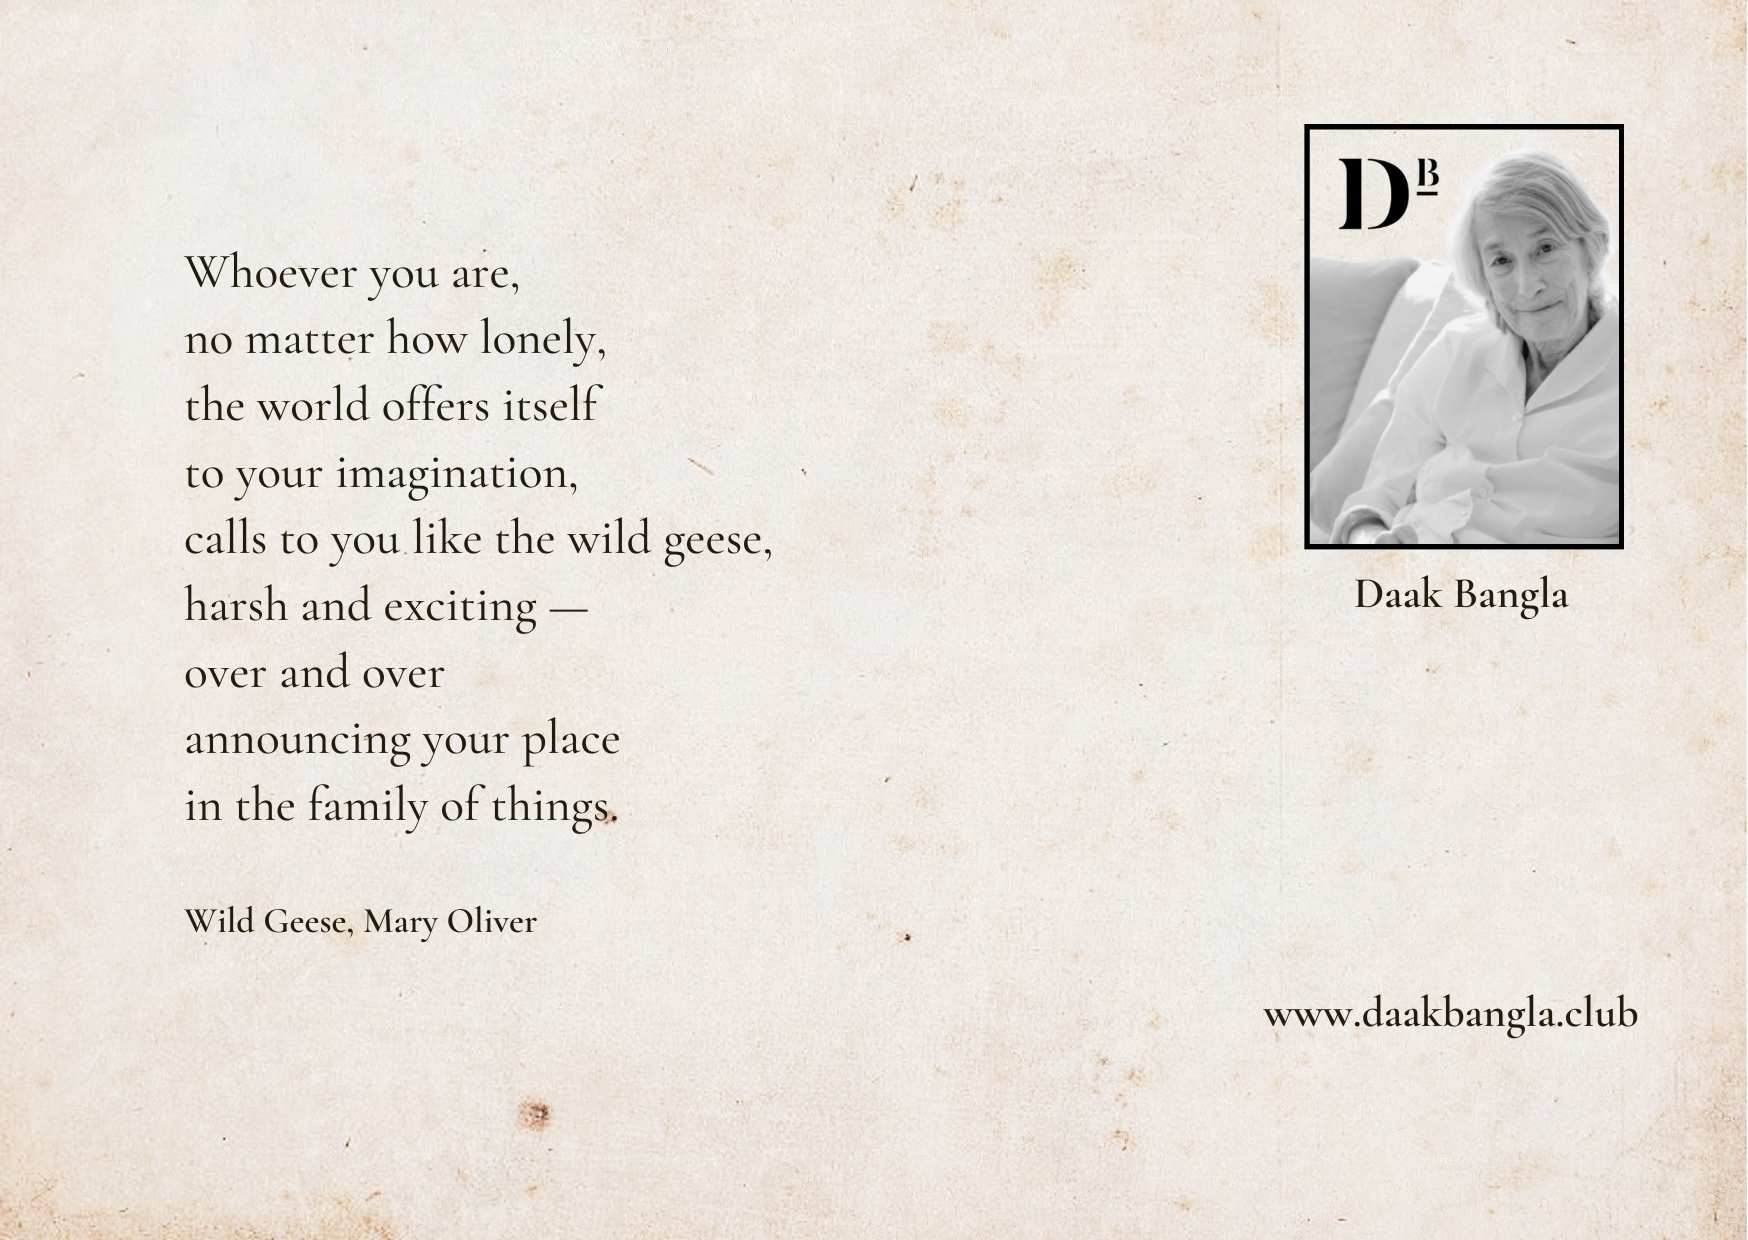 Whoever you are,
no matter how lonely,
the world offers itself
to your imagination,
calls to you like the wild geese,
harsh and exciting —
over and over
announcing your place
in the family of things.
Wild Geese, Mary Oliver
DB
Daak Bangla
www.daakbangla.club